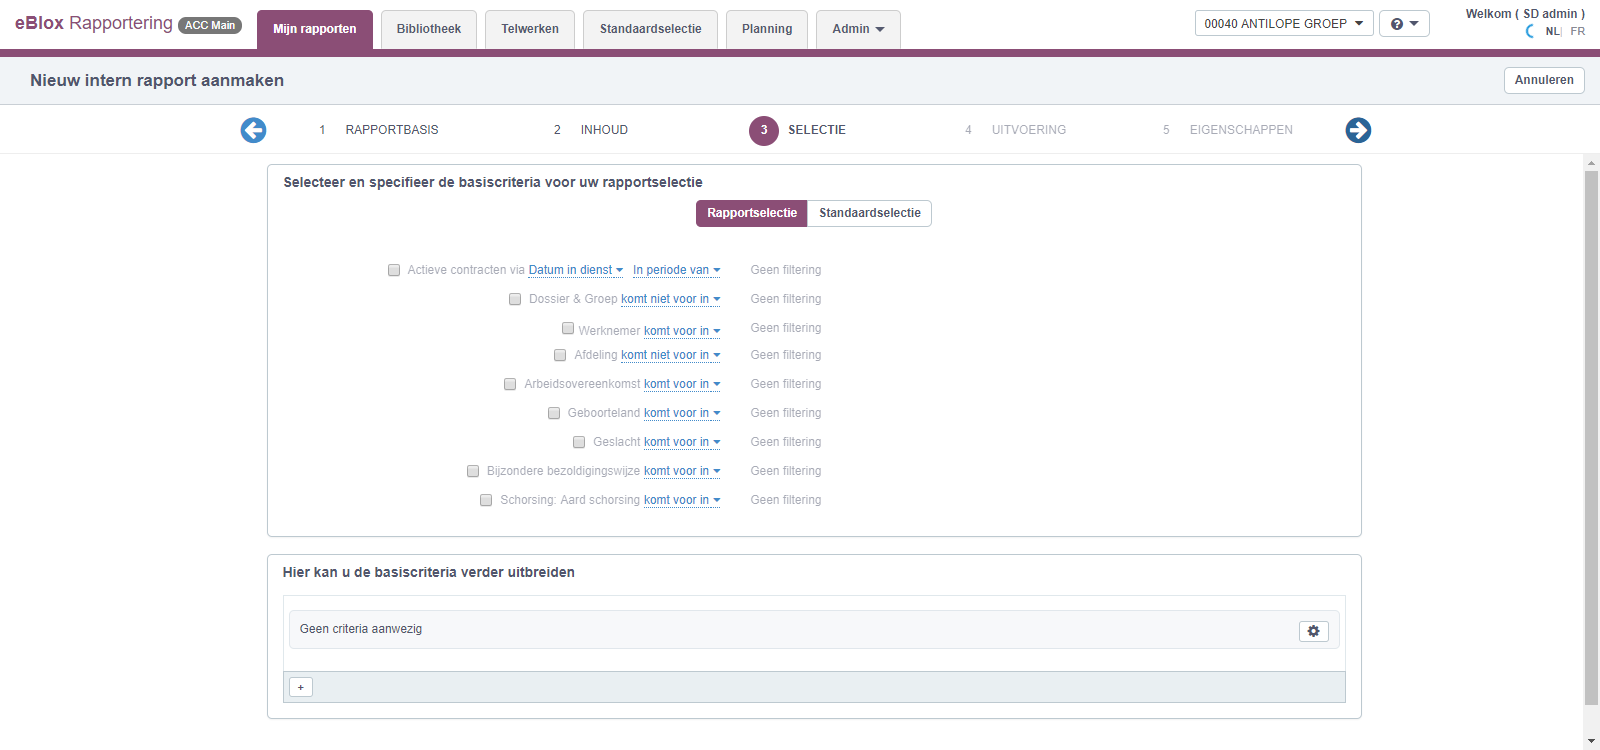 eBlox Rapportering ACC Main Mijn rapporten Bibliotheek Telwerken Standaardselectie Planning Admin 00040 ANTILOPE GROEP ? Welkom ( SD admin )
NL| FR
Nieuw intern rapport aanmaken Annuleren
1 RAPPORTBASIS 2 INHOUD 3 SELECTIE 4 UITVOERING 5 EIGENSCHAPPEN
Selecteer en specifieer de basiscriteria voor uw rapportselectie
Rapportselectie Standaardselectie
Actieve contracten via Datum in dienst In periode van Geen filtering
Dossier & Groep komt niet voor in Geen filtering
Werknemer komt voor in Geen filtering
Afdeling komt niet voor in Geen filtering
Arbeidsovereenkomst komt voor in Geen filtering
Geboorteland komt voor in Geen filtering
Geslacht komt voor in Geen filtering
Bijzondere bezoldigingswijze komt voor in Geen filtering
Schorsing: Aard schorsing komt voor in Geen filtering
Hier kan u de basiscriteria verder uitbreiden
Geen criteria aanwezig
+